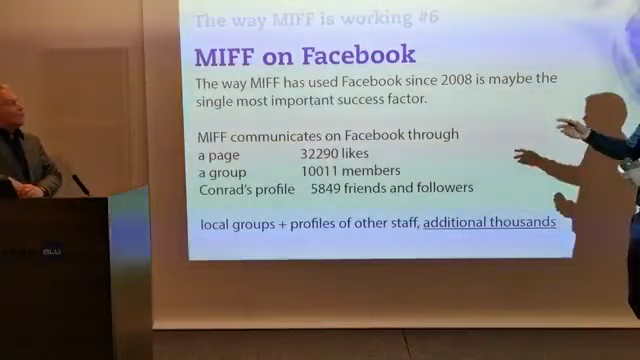 The way MIFF is working #6
MIFF on Facebook
The way MIFF has used Facebook since 2008 is maybe the
single most important success factor.
MIFF communicates on Facebook through
a page 32290 likes
a group 10011 members
Conrad's profile 5849 friends and followers
local groups + profiles of other staff, additional thousands
BLU